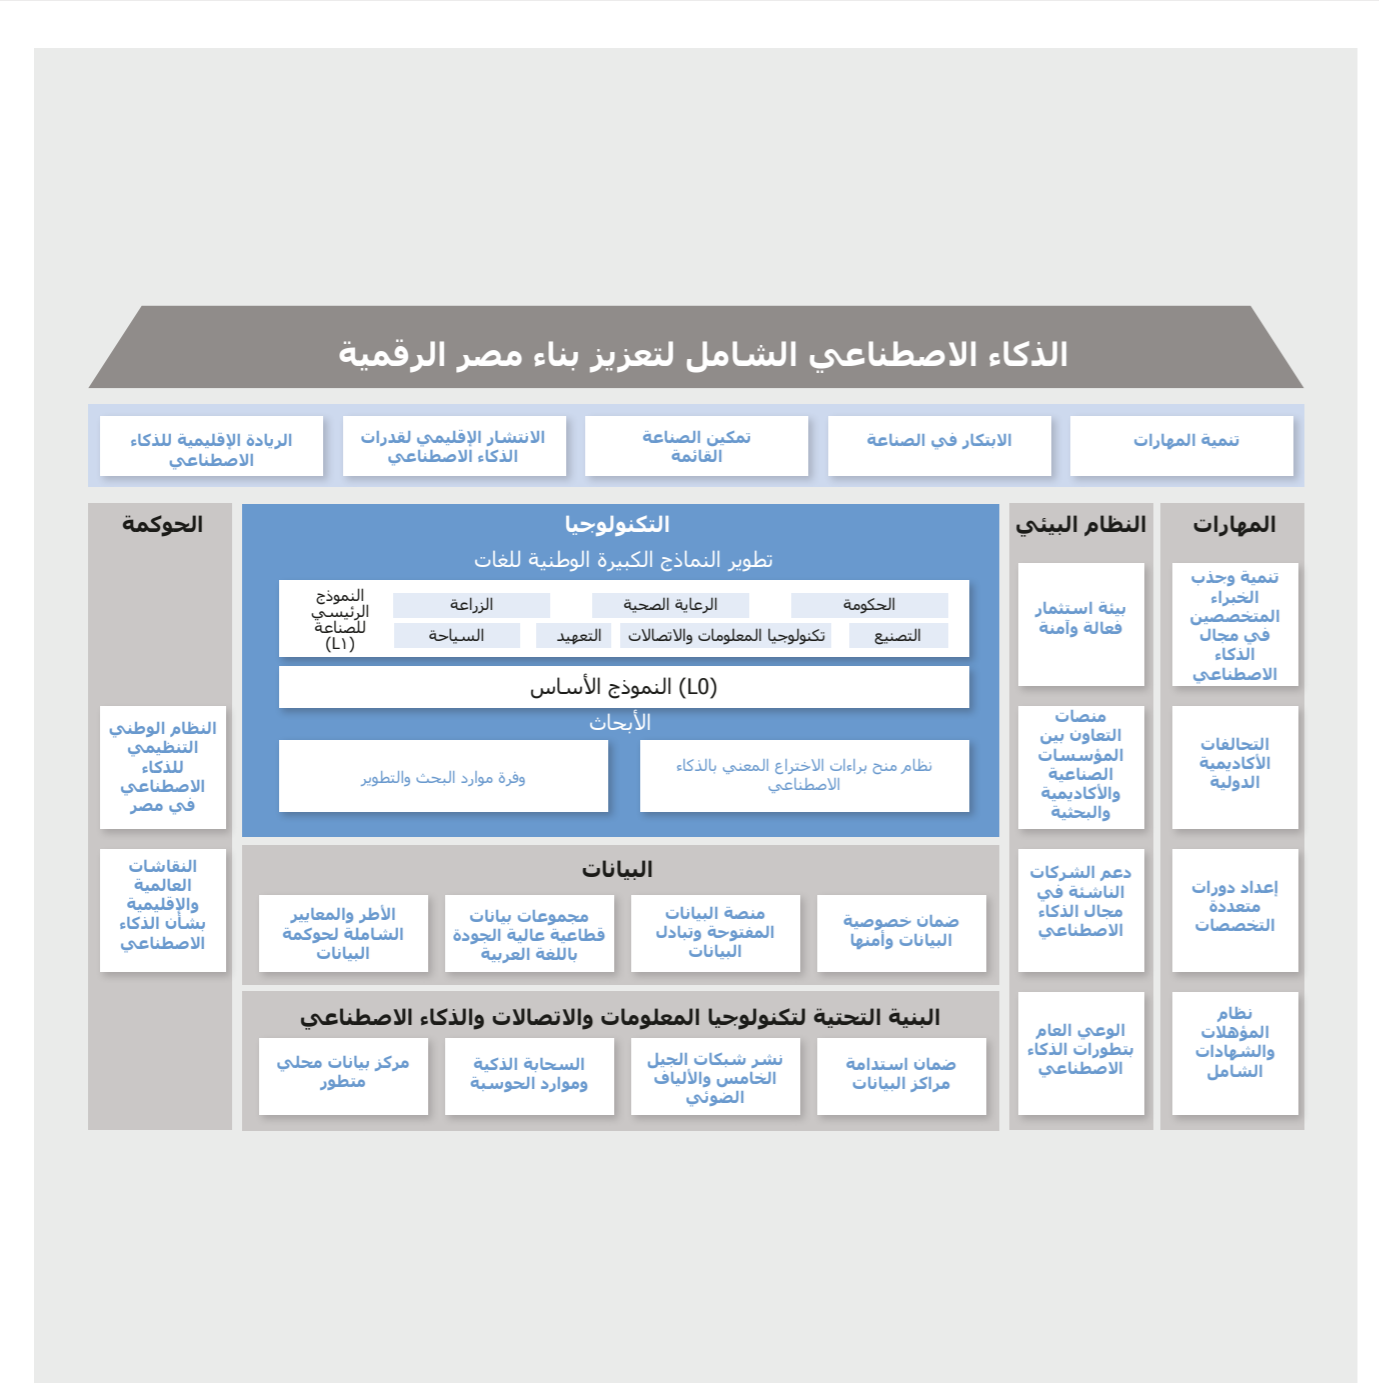 الذكاء الاصطناعي الشامل لتعزيز بناء مصر الرقمية
تنمية المهارات
الابتكار في الصناعة
تمكين الصناعة
القائمة
الانتشار الإقليمي لقدرات
الذكاء الاصطناعي
الريادة الإقليمية للذكاء
الاصطناعي
المهارات
تنمية وجذب
الخبراء
المتخصصين
في مجال
الذكاء
الاصطناعي
التحالفات
الأكاديمية
الدولية
إعداد دورات
متعددة
التخصصات
نظام
المؤهلات
والشهادات
الشامل
النظام البيئي
بيئة استثمار
فعالة وآمنة
منصات
التعاون بين
المؤسسات
الصناعية
والأكاديمية
والبحثية
دعم الشركات
الناشئة في
مجال الذكاء
الاصطناعي
الوعي العام
بتطورات الذكاء
الاصطناعي
التكنولوجيا
تطوير النماذج الكبيرة الوطنية للغات
الحكومة
الرعاية الصحية
الزراعة
التصنيع
تكنولوجيا المعلومات والاتصالات
التعهيد
السياحة
النموذج
الرئيسي
للصناعة
(L١)
(L0) النموذج الأساس
الأبحاث
نظام منح براءات الاختراع المعني بالذكاء
الاصطناعي
وفرة موارد البحث والتطوير
البيانات
ضمان خصوصية
البيانات وأمنها
منصة البيانات
المفتوحة وتبادل
البيانات
مجموعات بيانات
قطاعية عالية الجودة
باللغة العربية
الأطر والمعايير
الشاملة لحوكمة
البيانات
البنية التحتية لتكنولوجيا المعلومات والاتصالات والذكاء الاصطناعي
ضمان استدامة
مراكز البيانات
نشر شبكات الجيل
الخامس والألياف
الضوئي
السحابة الذكية
وموارد الحوسبة
مركز بيانات محلي
متطور
الحوكمة
النظام الوطني
التنظيمي
للذكاء
الاصطناعي
في مصر
النقاشات
العالمية
والإقليمية
بشأن الذكاء
الاصطناعي